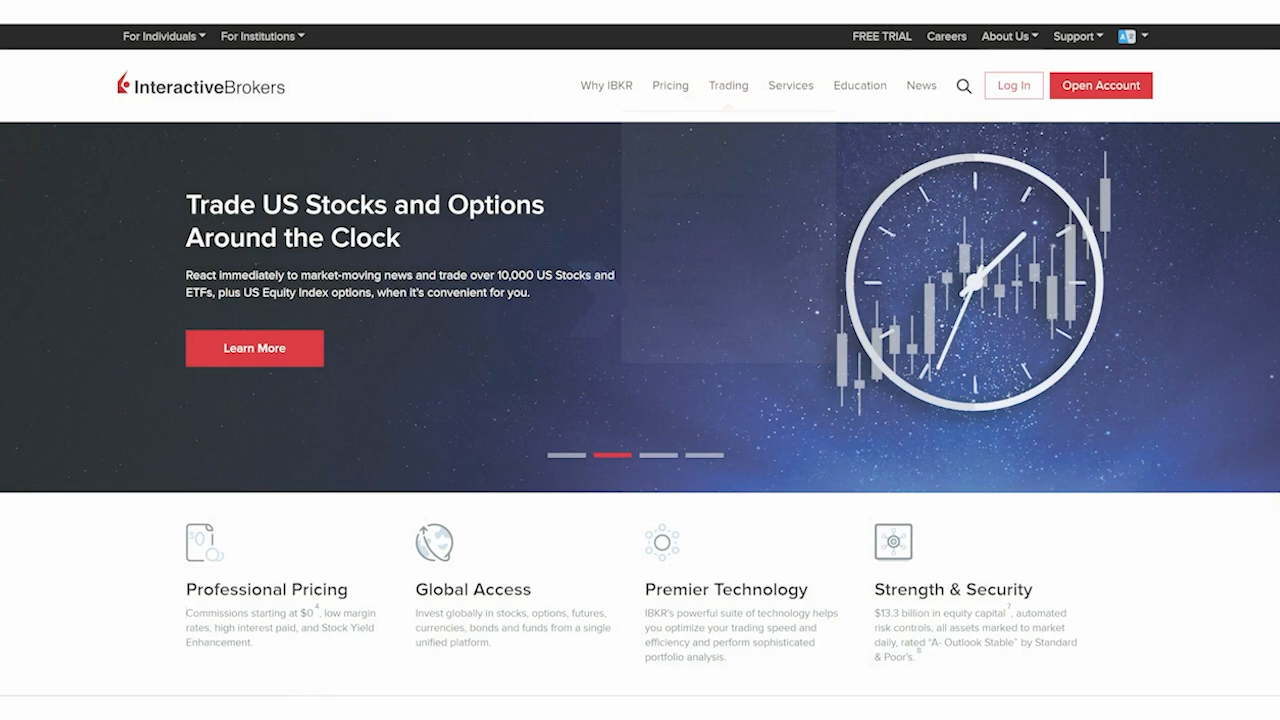 For Individuals For Institutions FREE TRIAL Careers About Us Support
InteractiveBrokers Why IBKR Pricing Trading Services Education News Log In Open Account
Trade US Stocks and Options
Around the Clock
React immediately to market-moving news and trade over 10,000 US Stocks and
ETFs, plus US Equity Index options, when it's convenient for you.
Learn More
Professional Pricing
Commissions starting at $0 4, low margin
rates, high interest paid, and Stock Yield
Enhancement.
Global Access
Invest globally in stocks, options, futures,
currencies, bonds and funds from a single
unified platform.
Premier Technology
IBKR's powerful suite of technology helps
you optimize your trading speed and
efficiency and perform sophisticated
portfolio analysis.
Strength & Security
$13.3 billion in equity capital 7, automated
risk controls, all assets marked to market
daily, rated "A- Outlook Stable" by Standard
& Poor's. 8